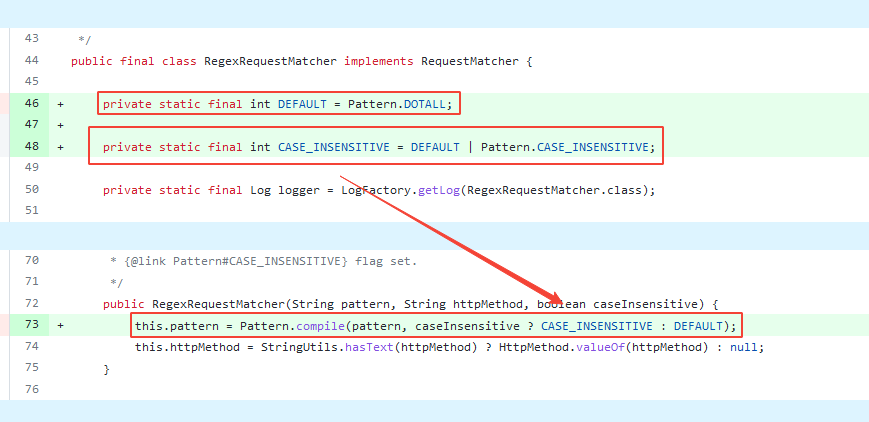 43 */
44 public final class RegexRequestMatcher implements RequestMatcher {
45
46 + private static final int DEFAULT = Pattern.DOTALL;
47 +
48 + private static final int CASE_INSENSITIVE = DEFAULT | Pattern.CASE_INSENSITIVE;
49
50 private static final Log logger = LogFactory.getLog(RegexRequestMatcher.class);
51
70 * {@link Pattern#CASE_INSENSITIVE} flag set.
71 */
72 public RegexRequestMatcher(String pattern, String httpMethod, boolean caseInsensitive) {
73 + this.pattern = Pattern.compile(pattern, caseInsensitive ? CASE_INSENSITIVE : DEFAULT);
74 this.httpMethod = StringUtils.hasText(httpMethod) ? HttpMethod.valueOf(httpMethod) : null;
75 }
76